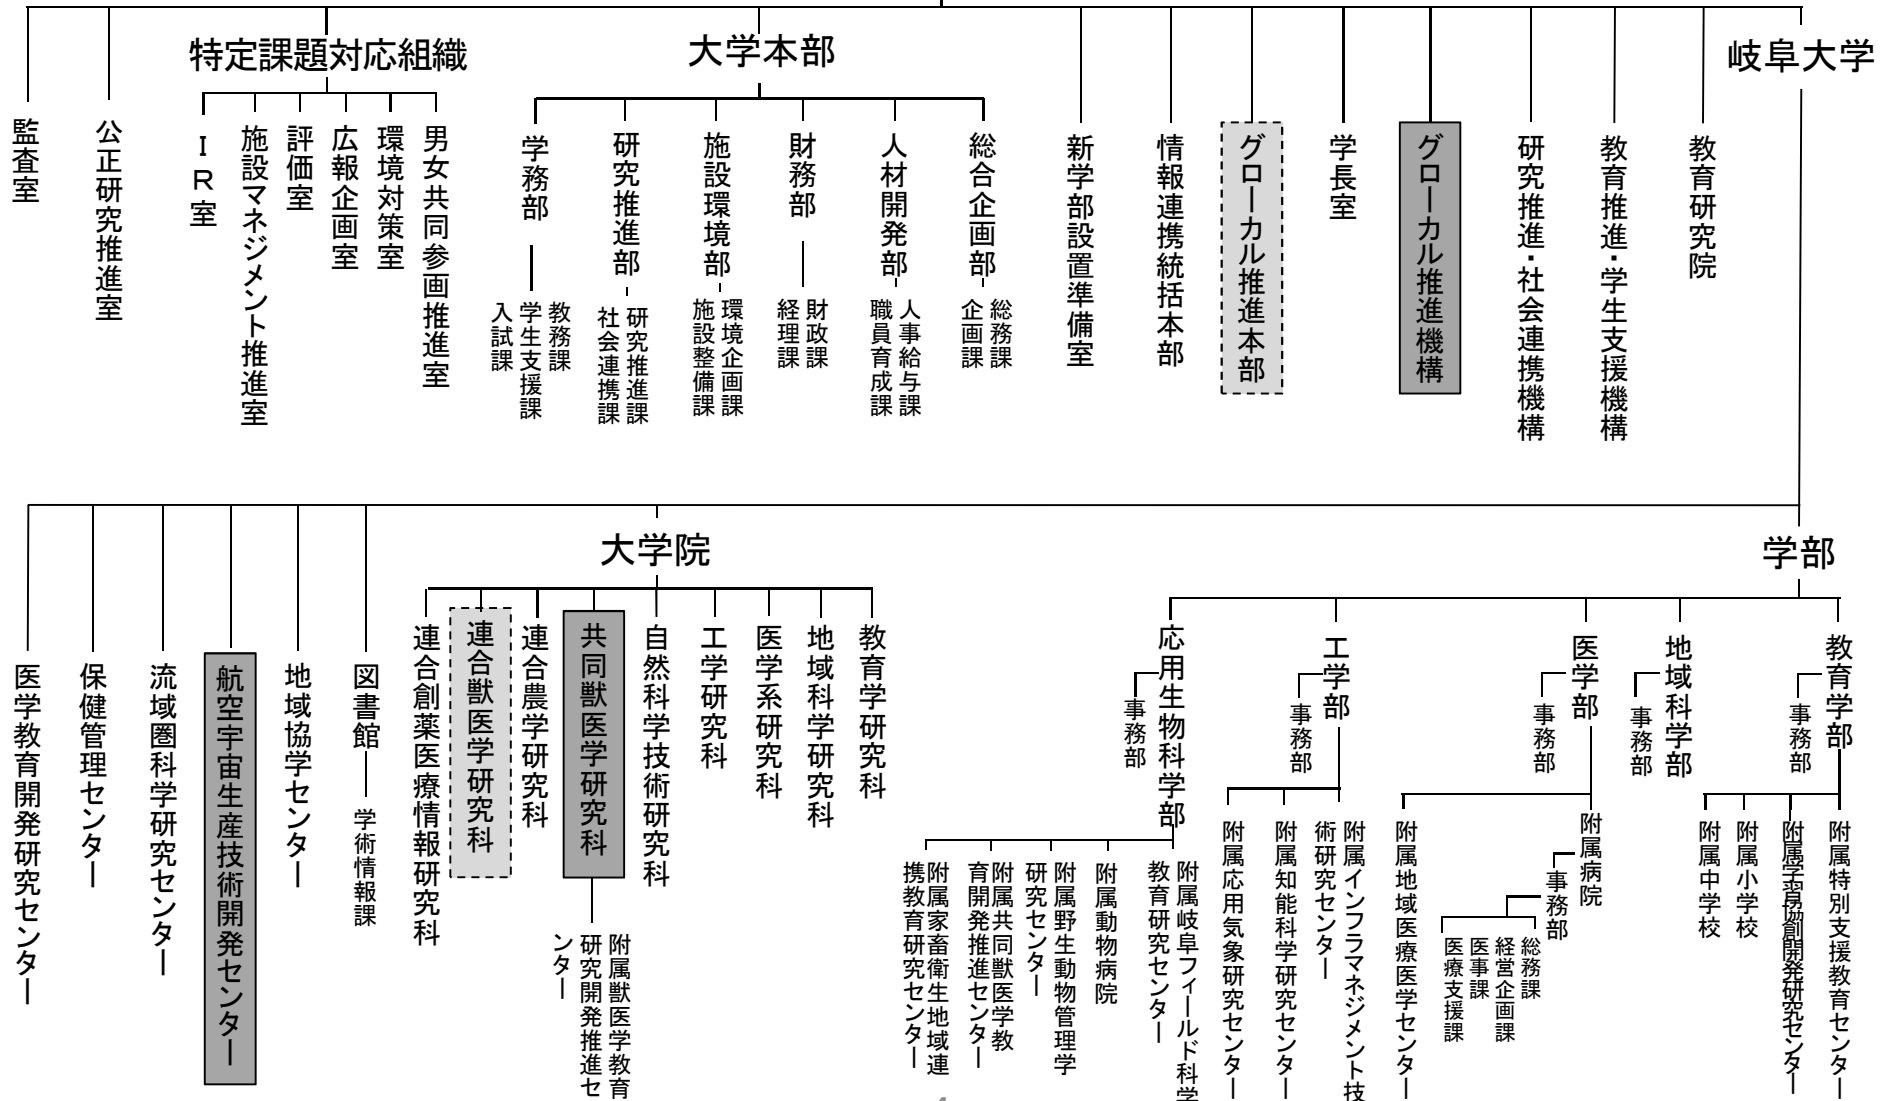 岐阜大学
教育研究院
教育推進・学生支援機構
研究推進・社会連携機構
グローカル推進機構
学長室
グローカル推進本部
情報連携統括本部
新学部設置準備室
大学本部
総合企画部
総務課
企画課
人材開発部
人事給与課
職員育成課
財務部
財政課
経理課
施設環境部
環境企画課
施設整備課
研究推進部
研究推進課
社会連携課
学務部
教務課
学生支援課
入試課
特定課題対応組織
男女共同参画推進室
環境対策室
広報企画室
評価室
施設マネジメント推進室
ＩＲ室
公正研究推進室
監査室
学部
教育学部
事務部
附属特別支援教育センター
附属学習協創開発研究センター
附属小学校
附属中学校
地域科学部
事務部
医学部
事務部
附属病院
事務部
総務課
経営企画課
医事課
医療支援課
附属地域医療医学センター
工学部
事務部
附属インフラマネジメント技
術研究センター
附属知能科学研究センター
附属応用気象研究センター
応用生物科学部
事務部
附属岐阜フィールド科学
教育研究センター
附属動物病院
附属野生動物管理学
研究センター
附属共同獣医学教
育開発推進センター
附属家畜衛生地域連
携教育研究センター
大学院
教育学研究科
地域科学研究科
医学系研究科
工学研究科
自然科学技術研究科
共同獣医学研究科
附属獣医学教育
研究開発推進セ
ンター
連合農学研究科
連合獣医学研究科
連合創薬医療情報研究科
図書館
学術情報課
地域協学センター
航空宇宙生産技術開発センター
流域圏科学研究センター
保健管理センター
医学教育開発研究センター